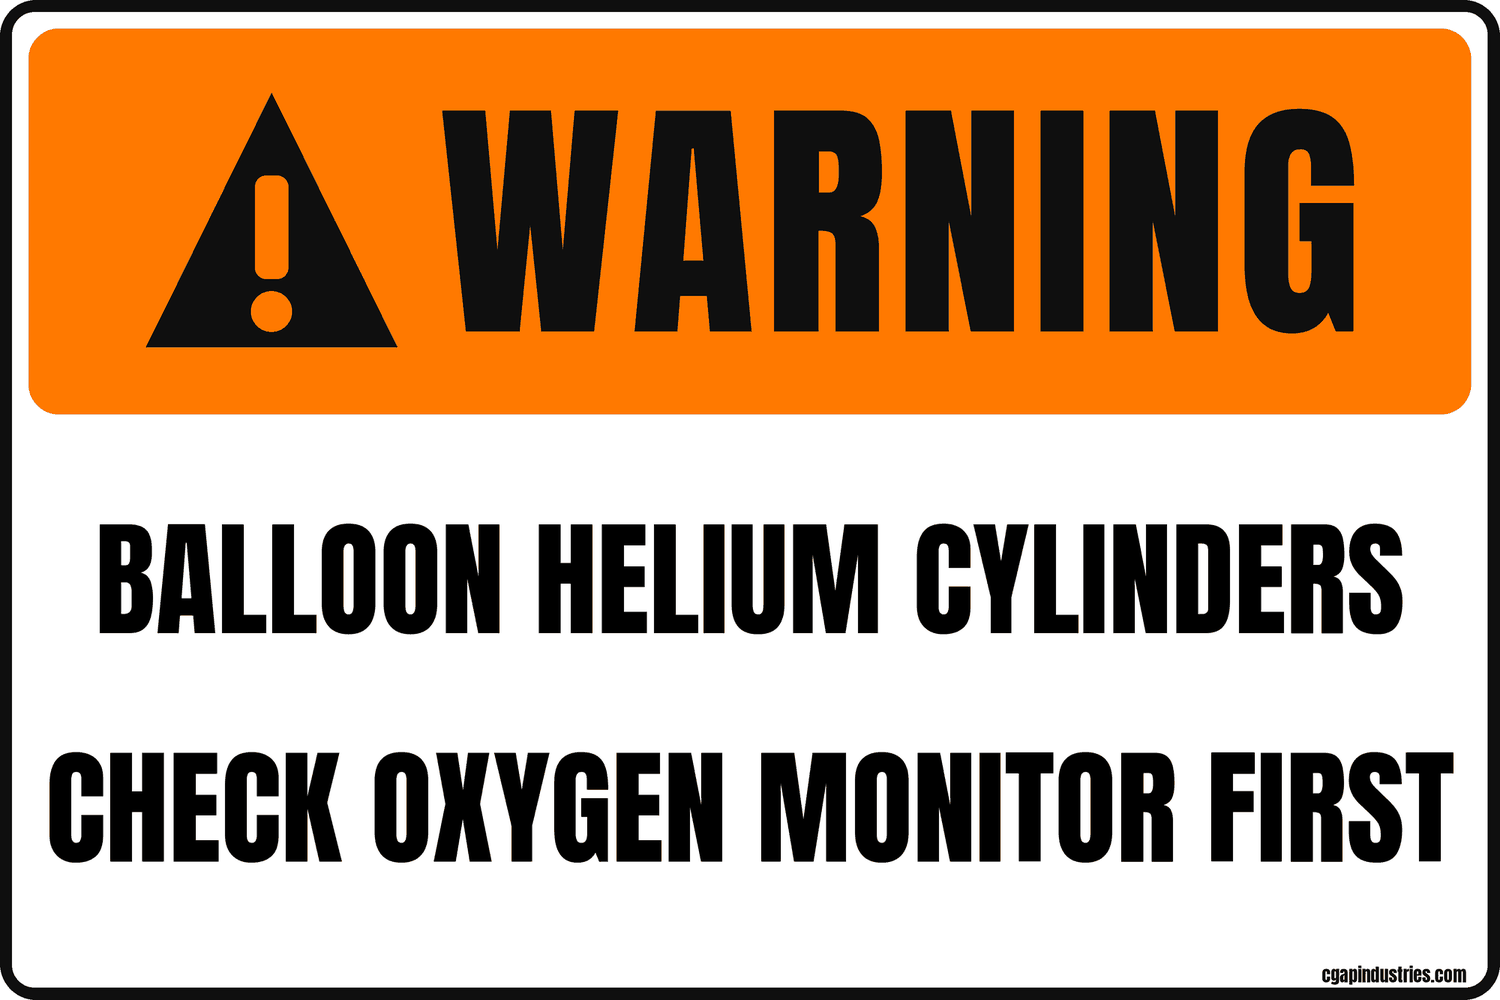 WARNING
BALLOON HELIUM CYLINDERS
CHECK OXYGEN MONITOR FIRST
cgapindustries.com